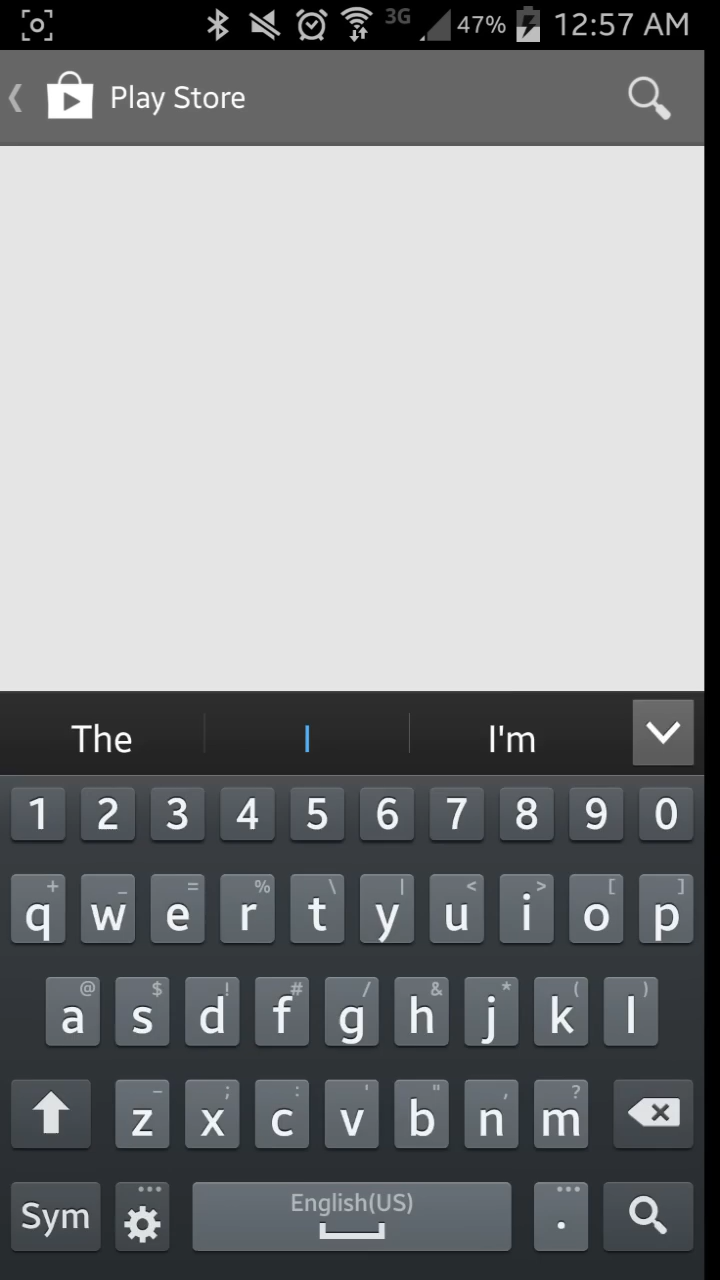 3G 47% 12:57 AM
Play Store
The I I'm
1 2 3 4 5 6 7 8 9 0
+ _ = % \ | < > [ ]
q w e r t y u i o p
@ $ ! # / & * ( )
a s d f g h j k l
– ; : ' " , ?
z x c v b n m
English(US)
Sym .